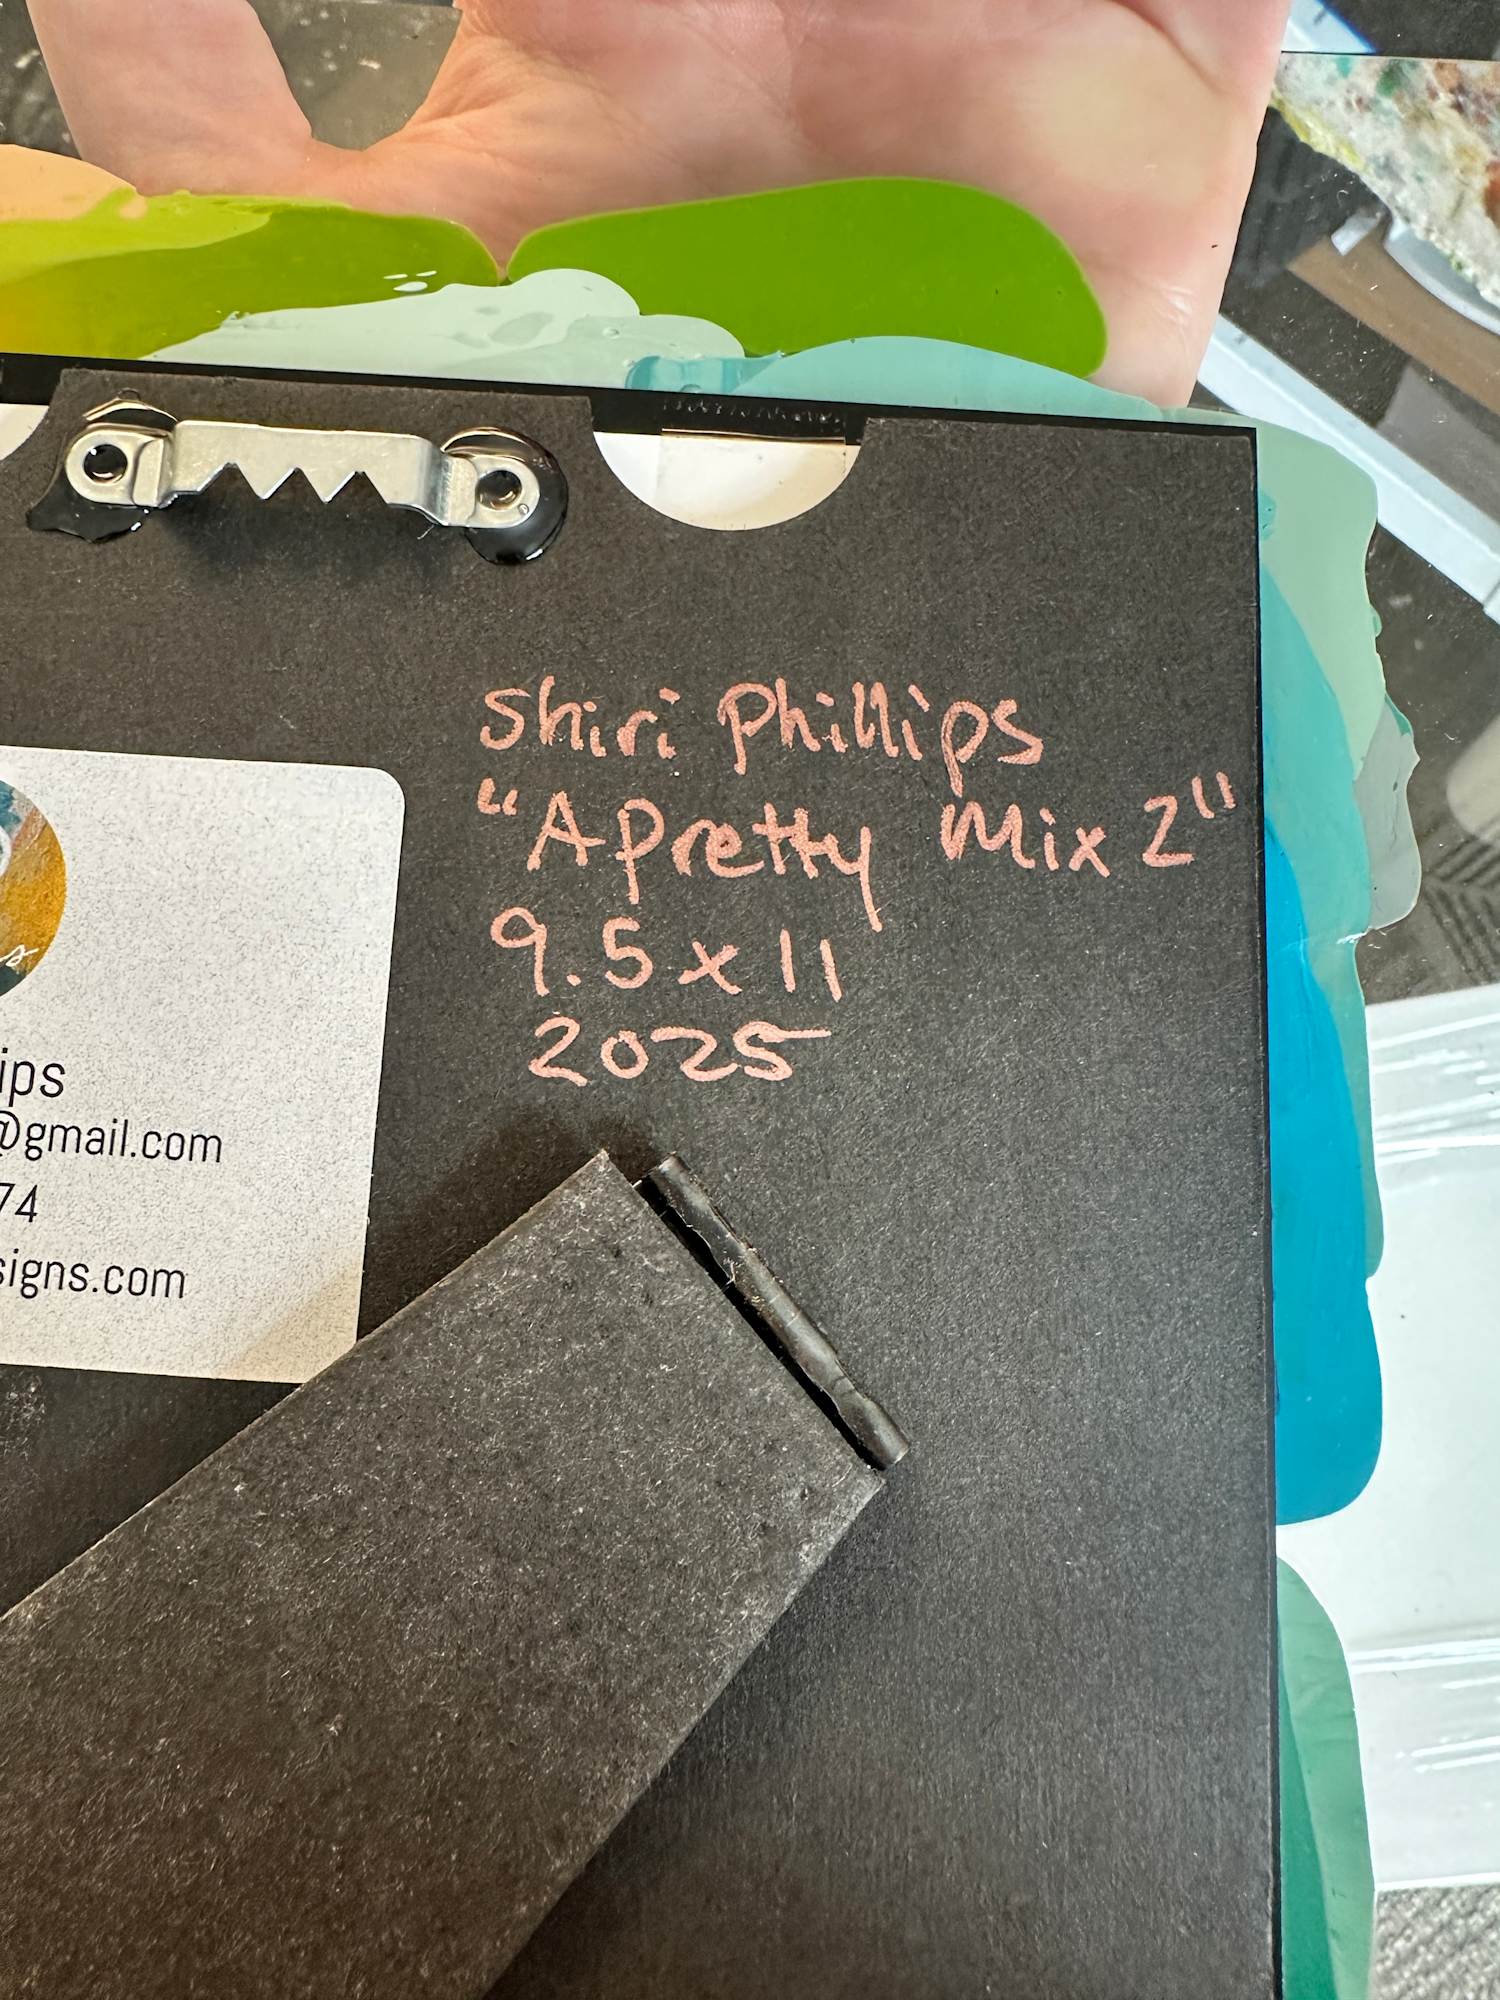 Shiri Phillips
"A Pretty Mix 2"
9.5 x 11
2025
ips
@gmail.com
74
signs.com